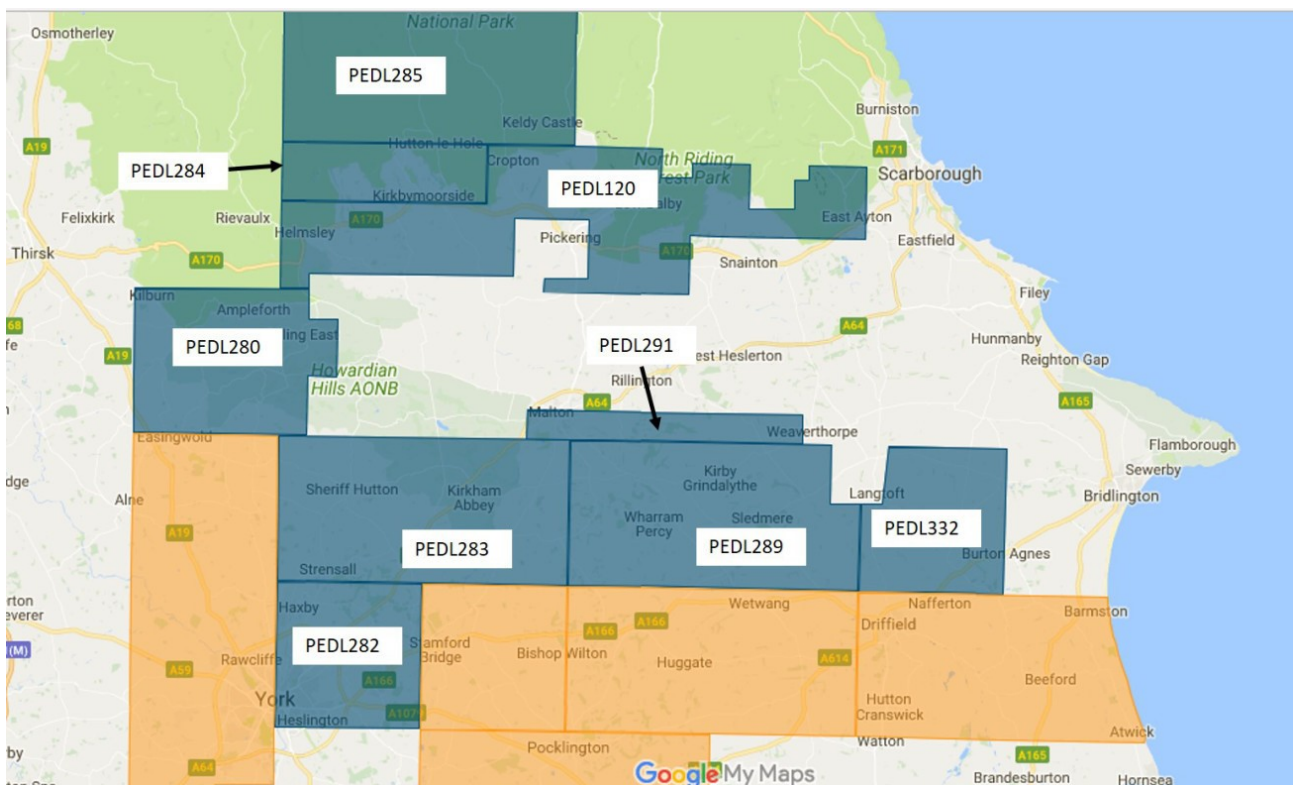 National Park
Osmotherley
PEDL285
Burniston
Keldy Castle
A19
Hutton le Hole
A171
PEDL284
Cropton
North Riding
Scarborough
PEDL120
Kirkbymoorside
Felixkirk
Rievaulx
A170
East Ayton
Helmsley
Pickering
Eastfield
Thirsk
A170
A170
Snainton
Kilburn
Filey
Ampleforth
A64
Hunmanby
PEDL280
PEDL291
A19
Reighton Gap
Howardian
Hills AONB
Rillington
A165
A64
Malton
Weaverthorpe
Easingwold
Flamborough
Sewerby
Kirby
Grindalythe
Sheriff Hutton
Kirkham
Abbey
Langtoft
Bridlington
Alne
Wharram
Percy
Sledmere
PEDL332
A19
PEDL283
PEDL289
Burton Agnes
Strensall
Haxby
Wetwang
Nafferton
Barmston
A166
A166
Driffield
PEDL282
Stamford
Bridge
Bishop Wilton
Huggate
A614
Rawcliffe
A59
A166
Beeford
York
Hutton
Cranswick
Heslington
A1079
Atwick
Pocklington
Watton
A64
Google My Maps
A165
Brandesburton
Hornsea